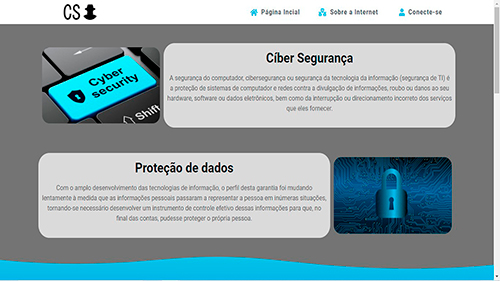 CS
Página Incial
Sobre a Internet
Conecte-se
Cyber
security
Shift
Cíber Segurança
A segurança do computador, cibersegurança ou segurança da tecnologia da informação (segurança de TI) é
a proteção de sistemas de computador e redes contra a divulgação de informações, roubo ou danos ao seu
hardware, software ou dados eletrônicos, bem como da interrupção ou direcionamento incorreto dos serviços
que eles fornecer.
Proteção de dados
Com o amplo desenvolvimento das tecnologias de informação, o perfil desta garantia foi mudando
lentamente à medida que as informações pessoais passaram a representar a pessoa em inúmeras situações,
tornando-se necessário desenvolver um instrumento de controle efetivo dessas informações para que, no
final das contas, pudesse proteger o própria pessoa.